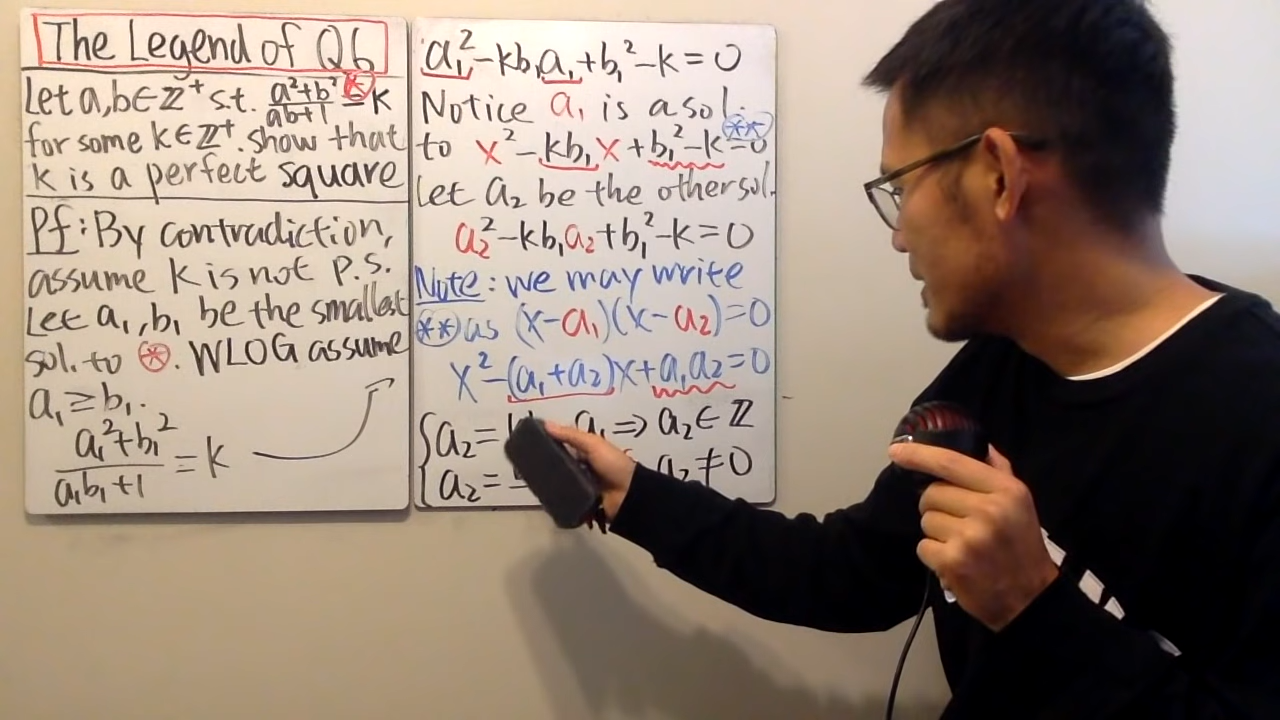 The Legend of Q6
Let a, b ∈ ℤ⁺ s.t. (a²+b²)/(ab+1) = k ⊛
for some k ∈ ℤ⁺. Show that
k is a perfect square
Pf: By contradiction,
assume k is not P.S.
Let a₁, b₁ be the smallest
sol. to ⊛. WLOG assume
a₁ ≥ b₁.
(a₁²+b₁²)/(a₁b₁+1) = k
a₁² - kb₁a₁ + b₁² - k = 0
Notice a₁ is a sol.
to x² - kb₁x + b₁² - k = 0 (**)
Let a₂ be the other sol.
a₂² - kb₁a₂ + b₁² - k = 0
Note: we may write
(**) as (x-a₁)(x-a₂) = 0
x² - (a₁+a₂)x + a₁a₂ = 0
a₂ = a₁ ⇒ a₂ ∈ ℤ
a₂ = a₂ ≠ 0